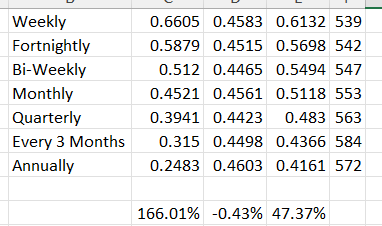 Weekly 0.6605 0.4583 0.6132 539
Fortnightly 0.5879 0.4515 0.5698 542
Bi-Weekly 0.512 0.4465 0.5494 547
Monthly 0.4521 0.4561 0.5118 553
Quarterly 0.3941 0.4423 0.483 563
Every 3 Months 0.315 0.4498 0.4366 584
Annually 0.2483 0.4603 0.4161 572
166.01% -0.43% 47.37%